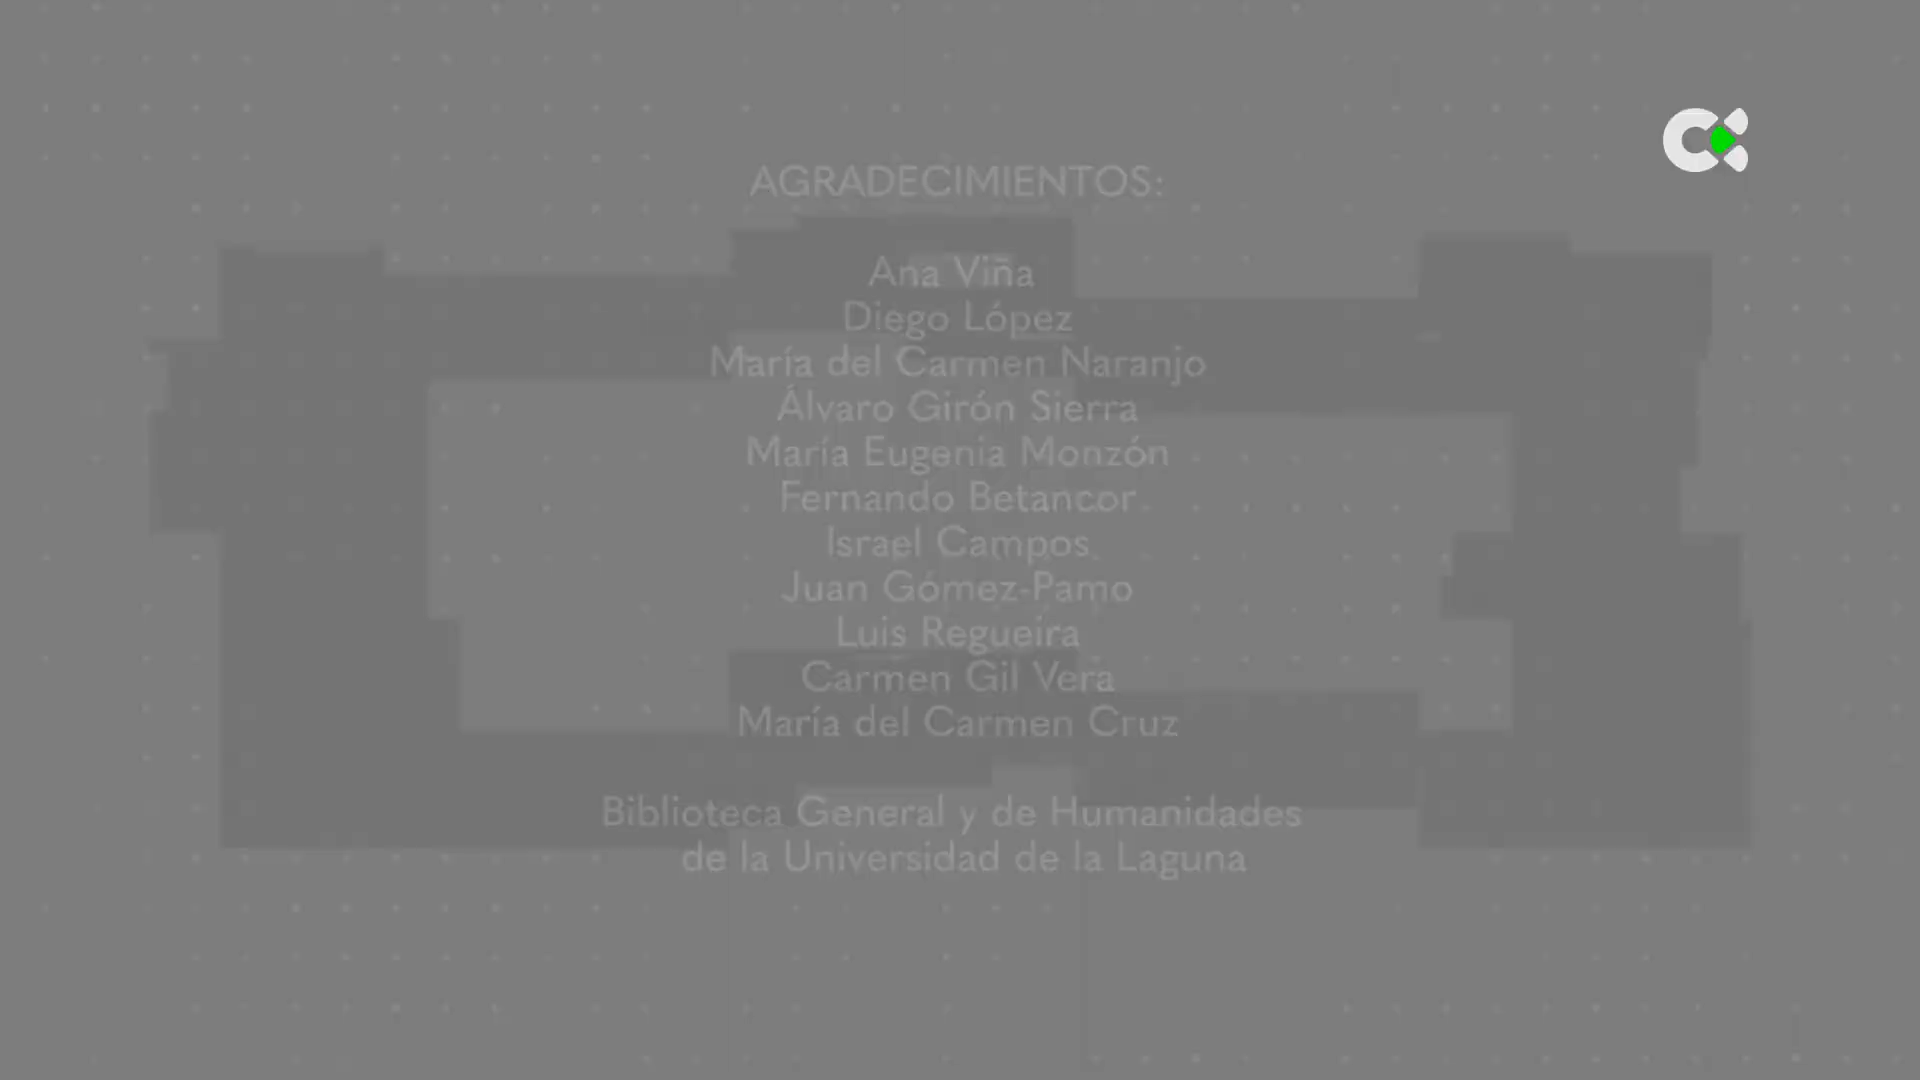 AGRADECIMIENTOS:
Ana Viña
Diego López
María del Carmen Naranjo
Álvaro Girón Sierra
María Eugenia Monzón
Fernando Betancor
Israel Campos
Juan Gómez-Pamo
Luis Regueira
Carmen Gil Vera
María del Carmen Cruz
Biblioteca General y de Humanidades
de la Universidad de la Laguna